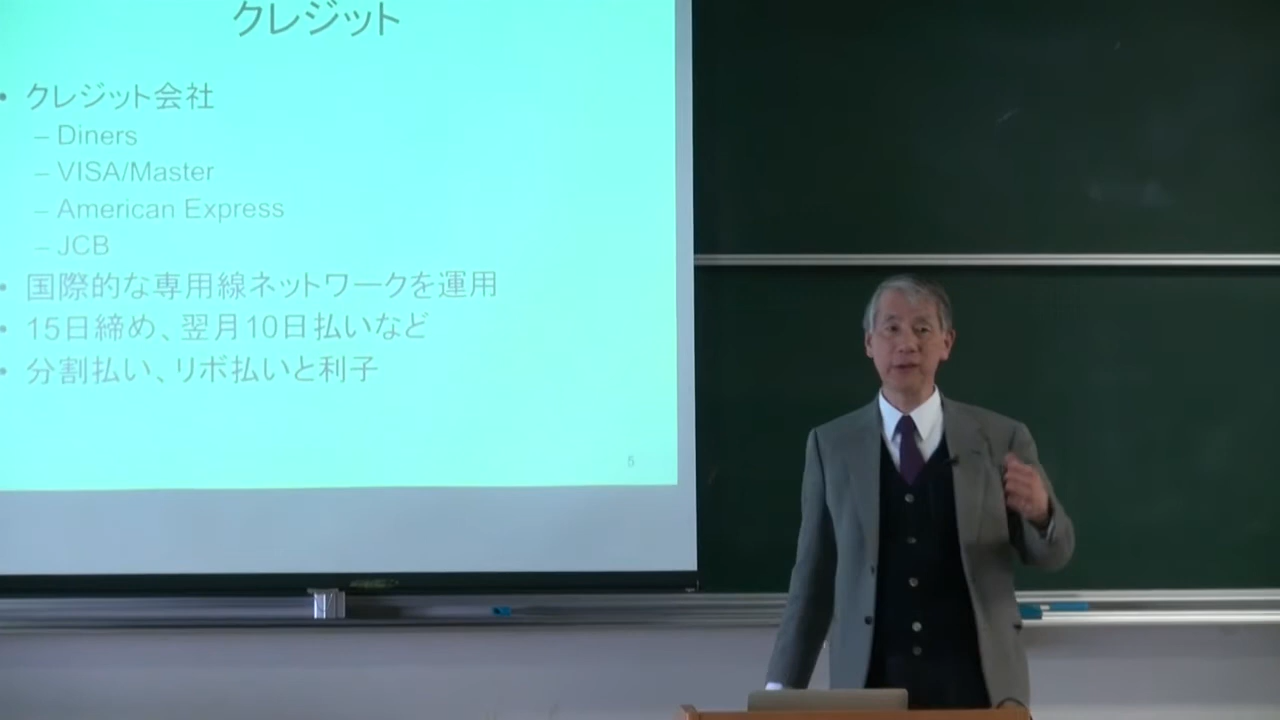 クレジット
• クレジット会社
– Diners
– VISA/Master
– American Express
– JCB
• 国際的な専用線ネットワークを運用
• 15日締め、翌月10日払いなど
• 分割払い、リボ払いと利子
5